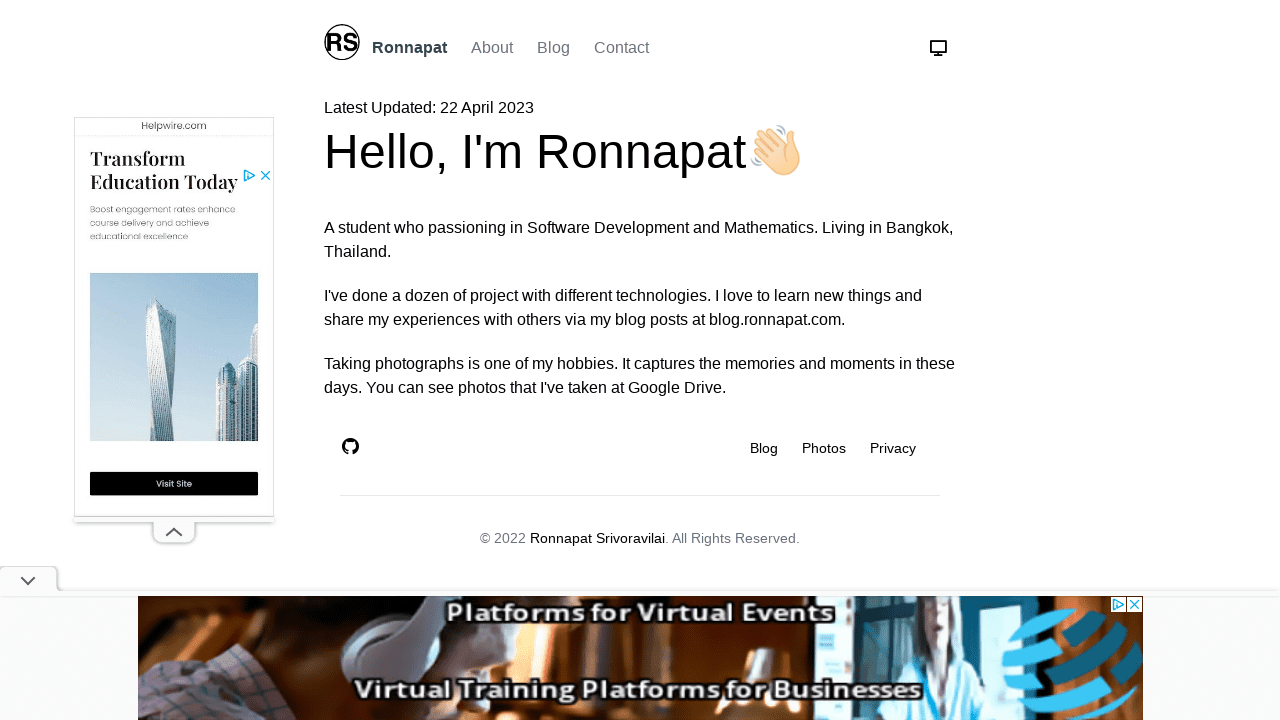 RS Ronnapat About Blog Contact
Latest Updated: 22 April 2023
Hello, I'm Ronnapat
A student who passioning in Software Development and Mathematics. Living in Bangkok,
Thailand.
I've done a dozen of project with different technologies. I love to learn new things and
share my experiences with others via my blog posts at blog.ronnapat.com.
Taking photographs is one of my hobbies. It captures the memories and moments in these
days. You can see photos that I've taken at Google Drive.
Blog Photos Privacy
© 2022 Ronnapat Srivoravilai. All Rights Reserved.
Helpwire.com
Transform
Education Today
Boost engagement rates enhance
course delivery and achieve
educational excellence
Visit Site
Platforms for Virtual Events
Virtual Training Platforms for Businesses